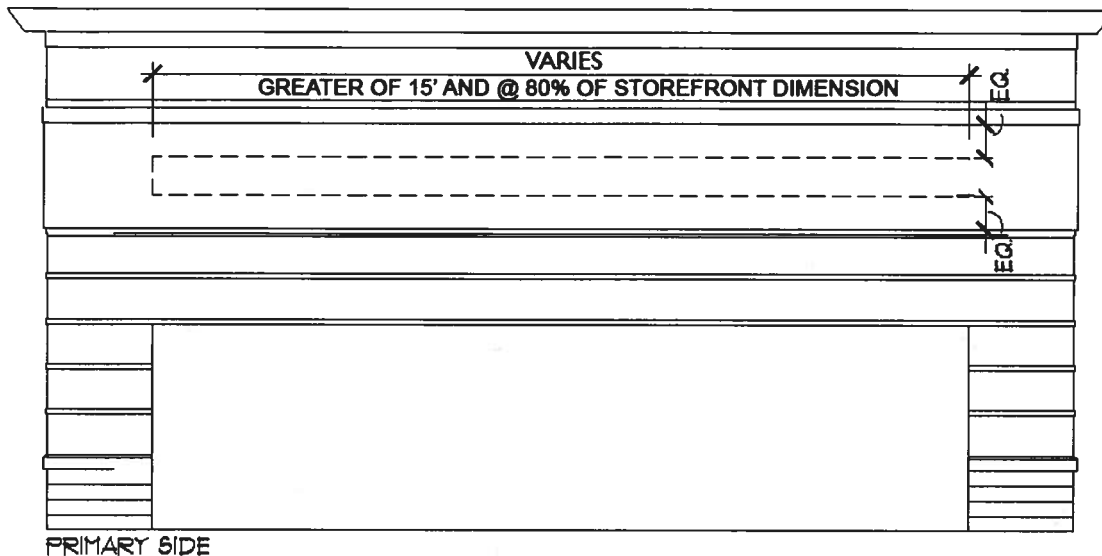 VARIES
GREATER OF 15' AND @ 80% OF STOREFRONT DIMENSION
EQ.
EQ.
PRIMARY SIDE